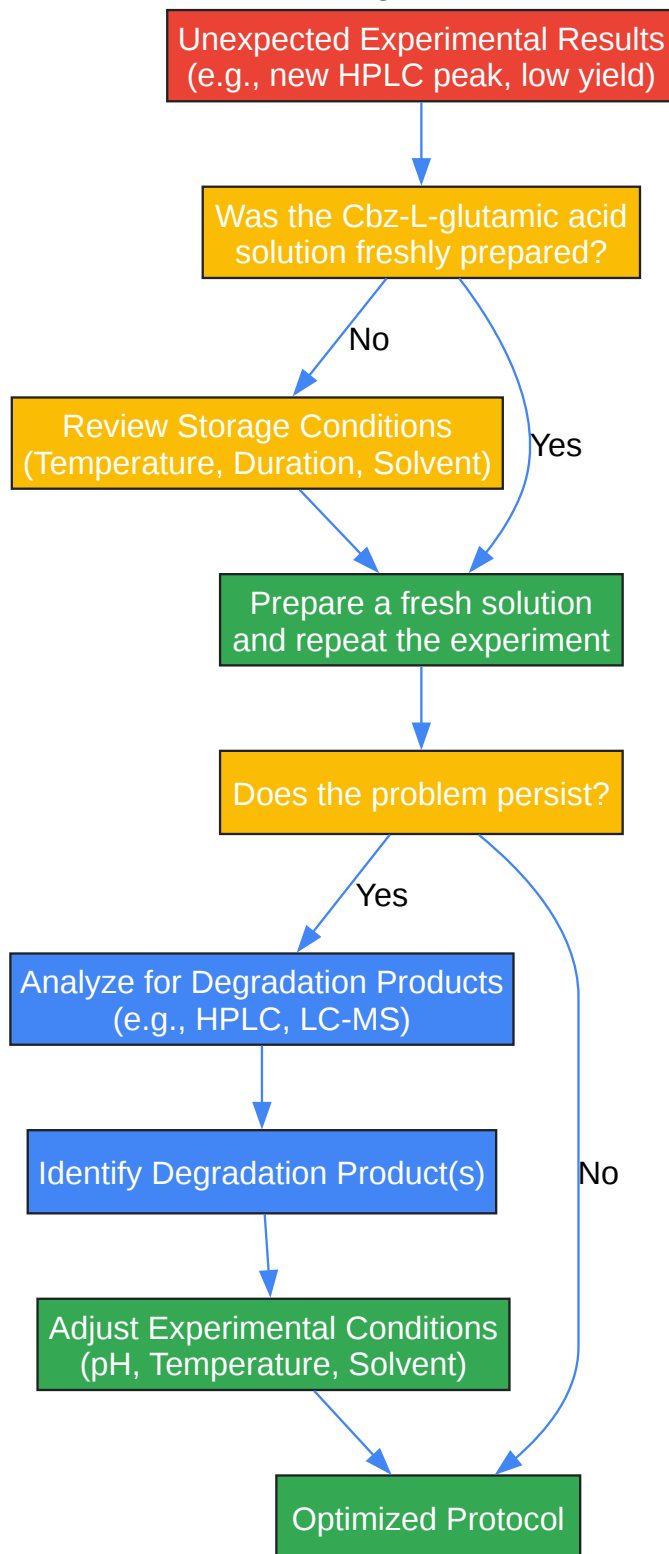 Unexpected Experimental Results
(e.g., new HPLC peak, low yield)
Was the Cbz-L-glutamic acid
solution freshly prepared?
No
Review Storage Conditions
(Temperature, Duration, Solvent)
Yes
Prepare a fresh solution
and repeat the experiment
Does the problem persist?
Yes
Analyze for Degradation Products
(e.g., HPLC, LC-MS)
Identify Degradation Product(s)
No
Adjust Experimental Conditions
(pH, Temperature, Solvent)
Optimized Protocol